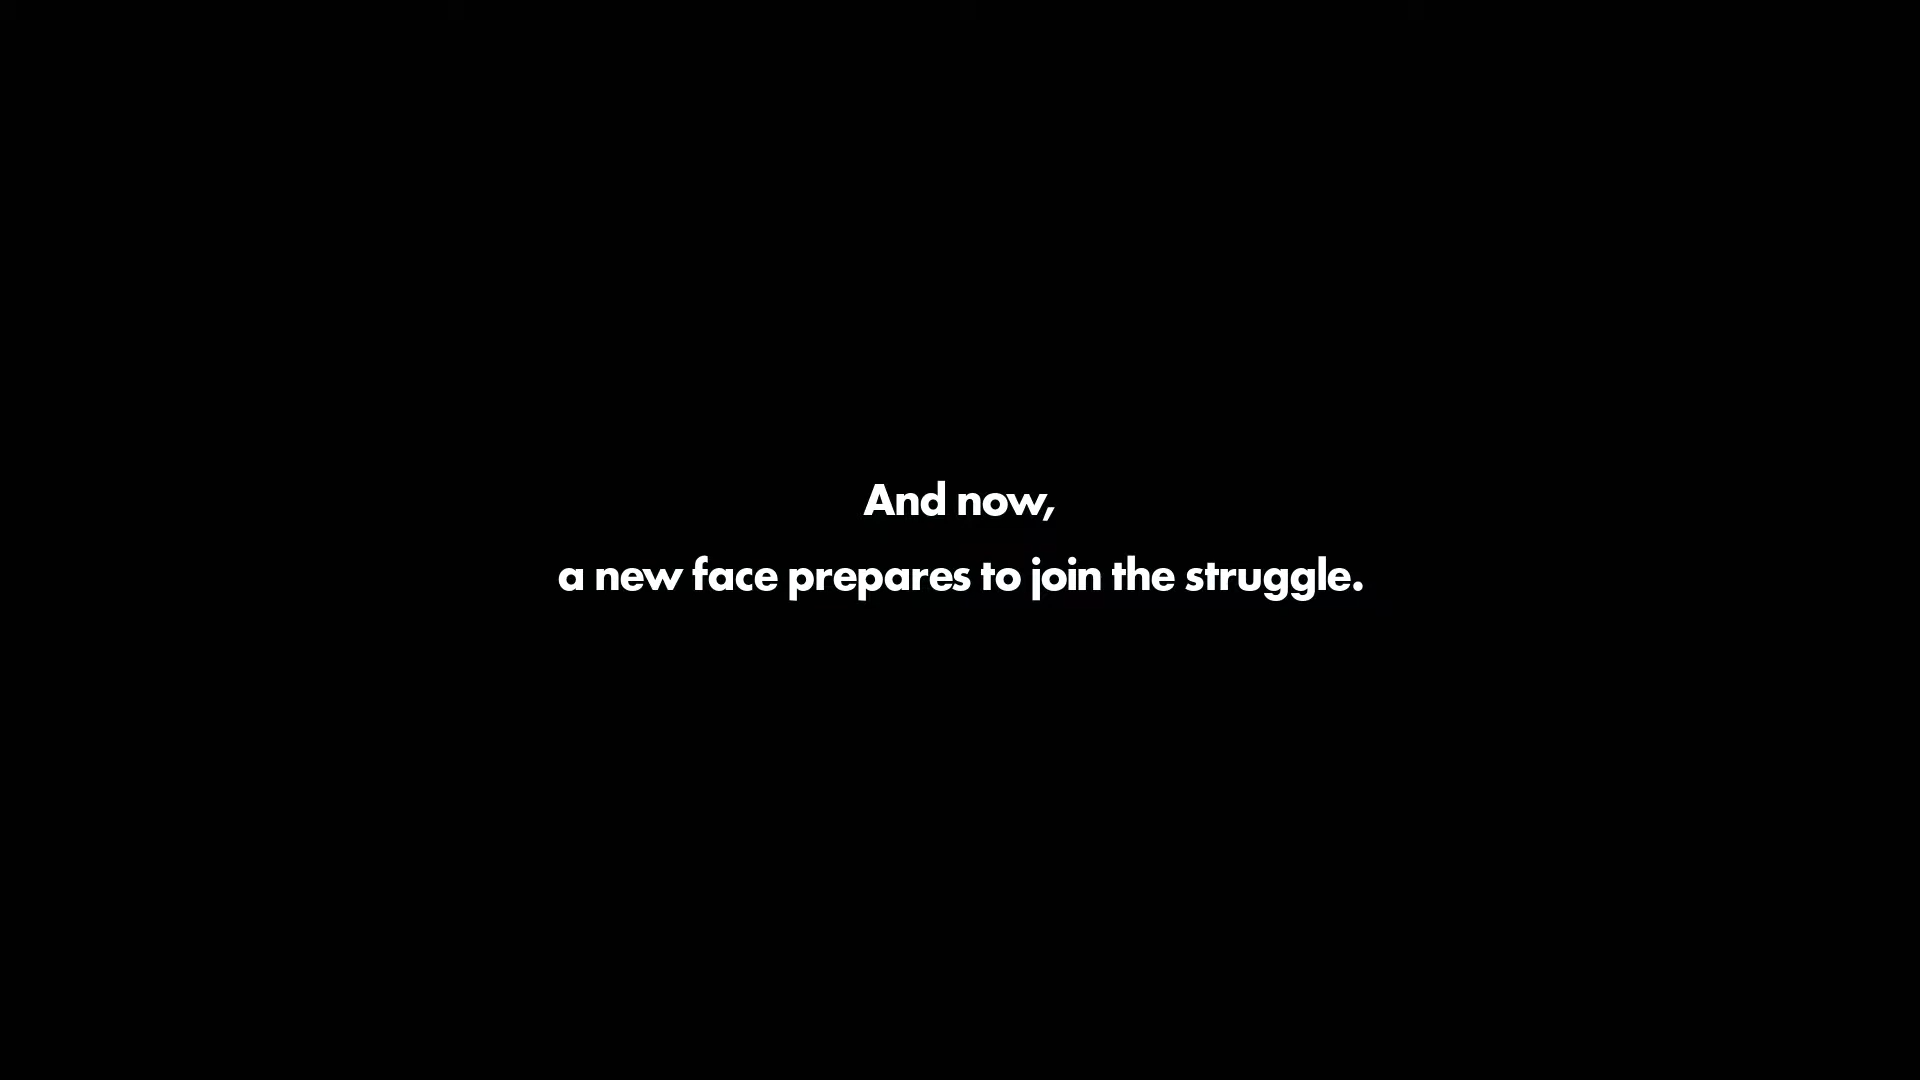 And now,
a new face prepares to join the struggle.